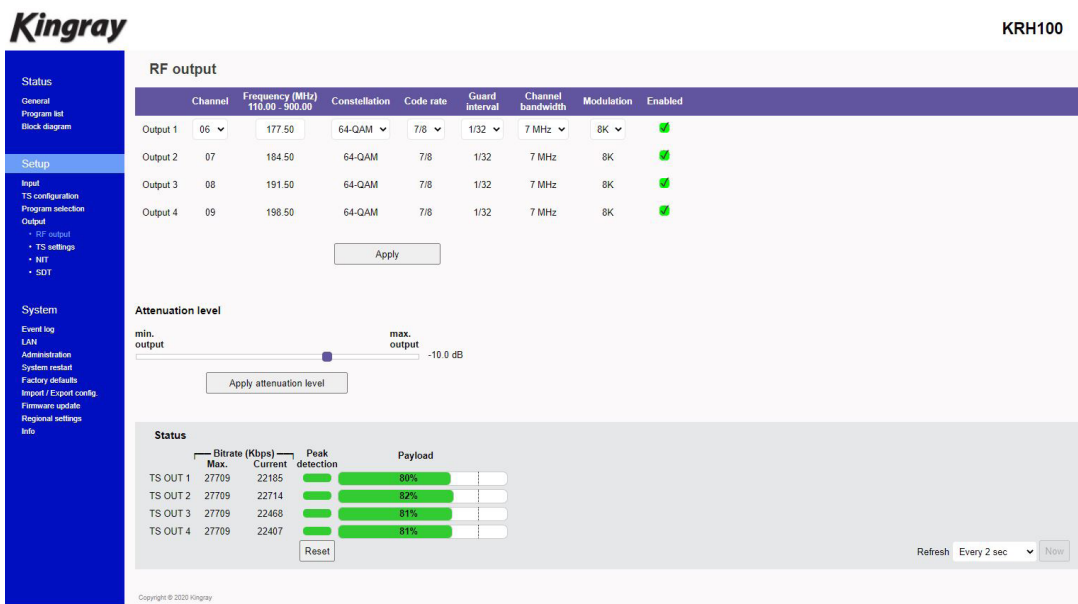 Kingray
KRH100
Status
General
Program list
Block diagram
Setup
Input
TS configuration
Program selection
Output
• RF output
• TS settings
• NIT
• SDT
System
Event log
LAN
Administration
System restart
Factory defaults
Import / Export config.
Firmware update
Regional settings
Info
RF output
Channel Frequency (MHz) 110.00 - 900.00 Constellation Code rate Guard interval Channel bandwidth Modulation Enabled
Output 1 06 177.50 64-QAM 7/8 1/32 7 MHz 8K
Output 2 07 184.50 64-QAM 7/8 1/32 7 MHz 8K
Output 3 08 191.50 64-QAM 7/8 1/32 7 MHz 8K
Output 4 09 198.50 64-QAM 7/8 1/32 7 MHz 8K
Apply
Attenuation level
min. output max. output
-10.0 dB
Apply attenuation level
Status
Bitrate (Kbps) Peak detection Payload
Max. Current
TS OUT 1 27709 22185 80%
TS OUT 2 27709 22714 82%
TS OUT 3 27709 22468 81%
TS OUT 4 27709 22407 81%
Reset
Refresh Every 2 sec Now
Copyright © 2020 Kingray